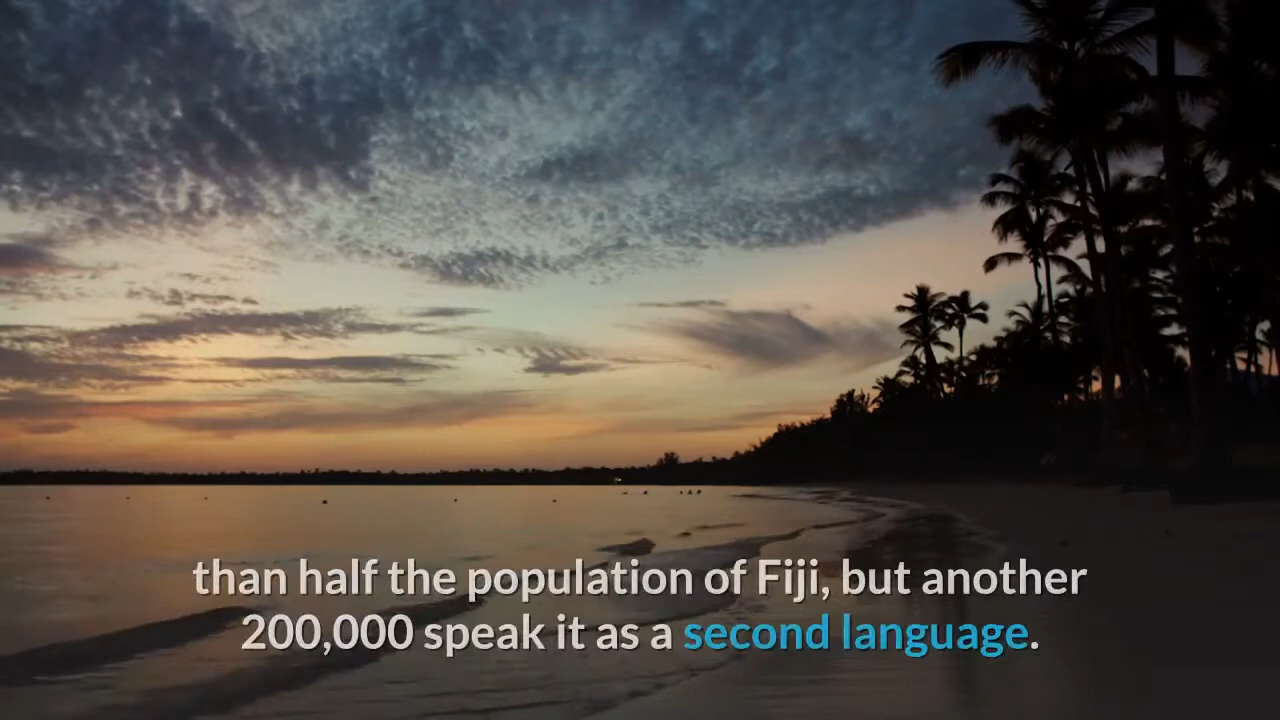 than half the population of Fiji, but another
200,000 speak it as a second language.